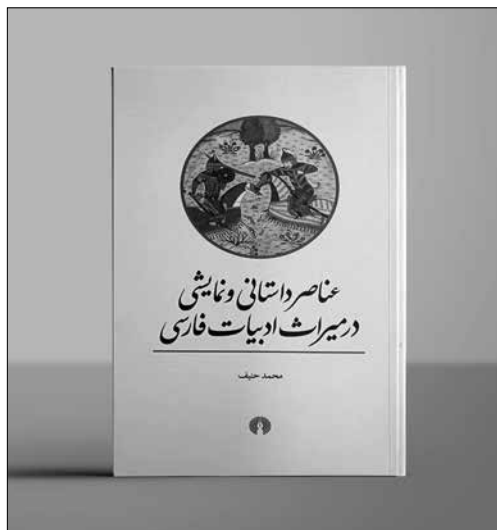 عناصر داستانی و نمایشی
در میراث ادبیات فارسی
محمد حنیف